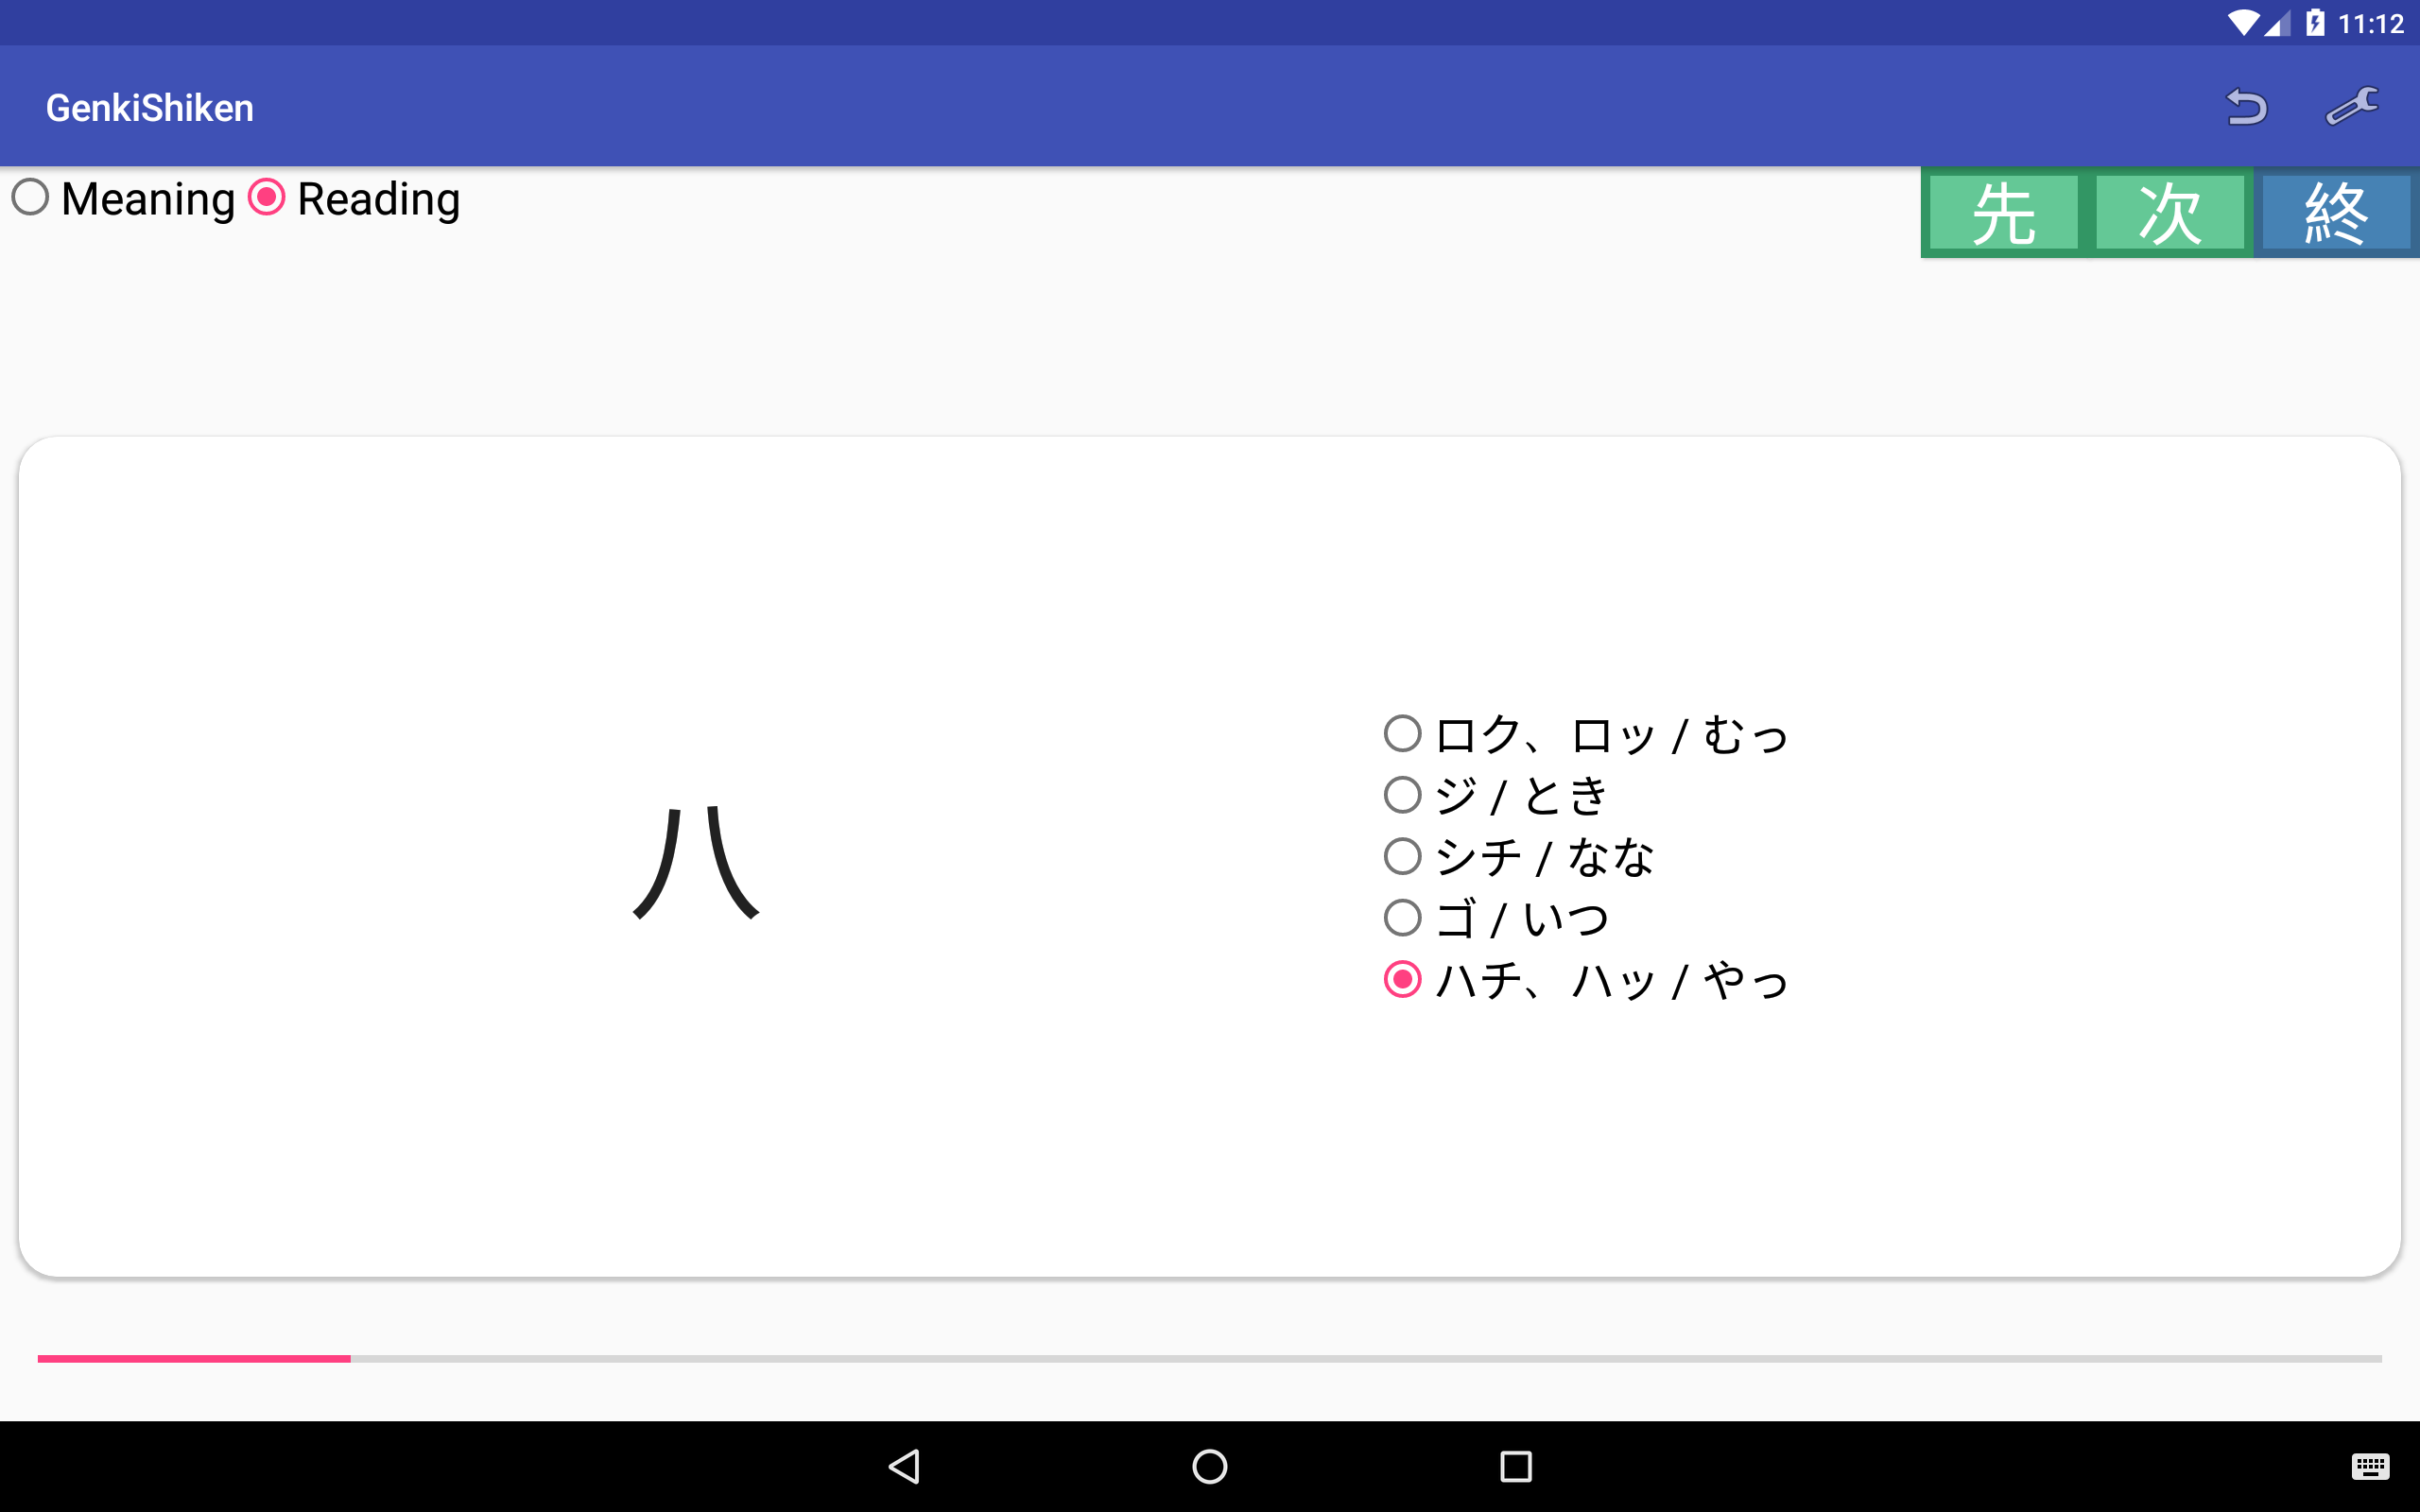 11:12
GenkiShiken
Meaning Reading 先 次 終
八
ロク、ロッ / むっ
ジ / とき
シチ / なな
ゴ / いつ
ハチ、ハッ / やっ